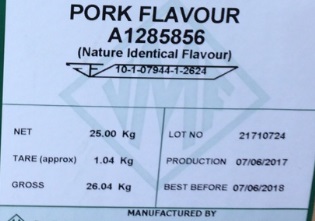 PORK FLAVOUR
A1285856
(Nature Identical Flavour)
F 10-1-07944-1-2624
NET 25.00 Kg LOT NO 21710724
TARE (approx) 1.04 Kg PRODUCTION 07/06/2017
GROSS 26.04 Kg BEST BEFORE 07/06/2018
MANUFACTURED BY